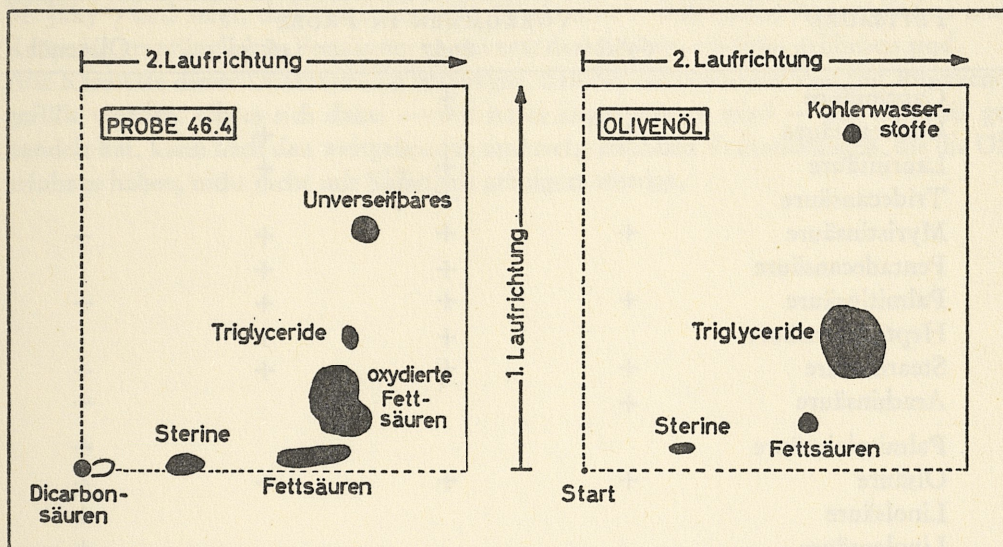 2.Laufrichtung
PROBE 46.4
Unverseifbares
Triglyceride
oxydierte
Fett-
säuren
Sterine
Fettsäuren
Dicarbon-
säuren
1. Laufrichtung
2. Laufrichtung
OLIVENÖL
Kohlenwasser-
stoffe
Triglyceride
Sterine
Fettsäuren
Start